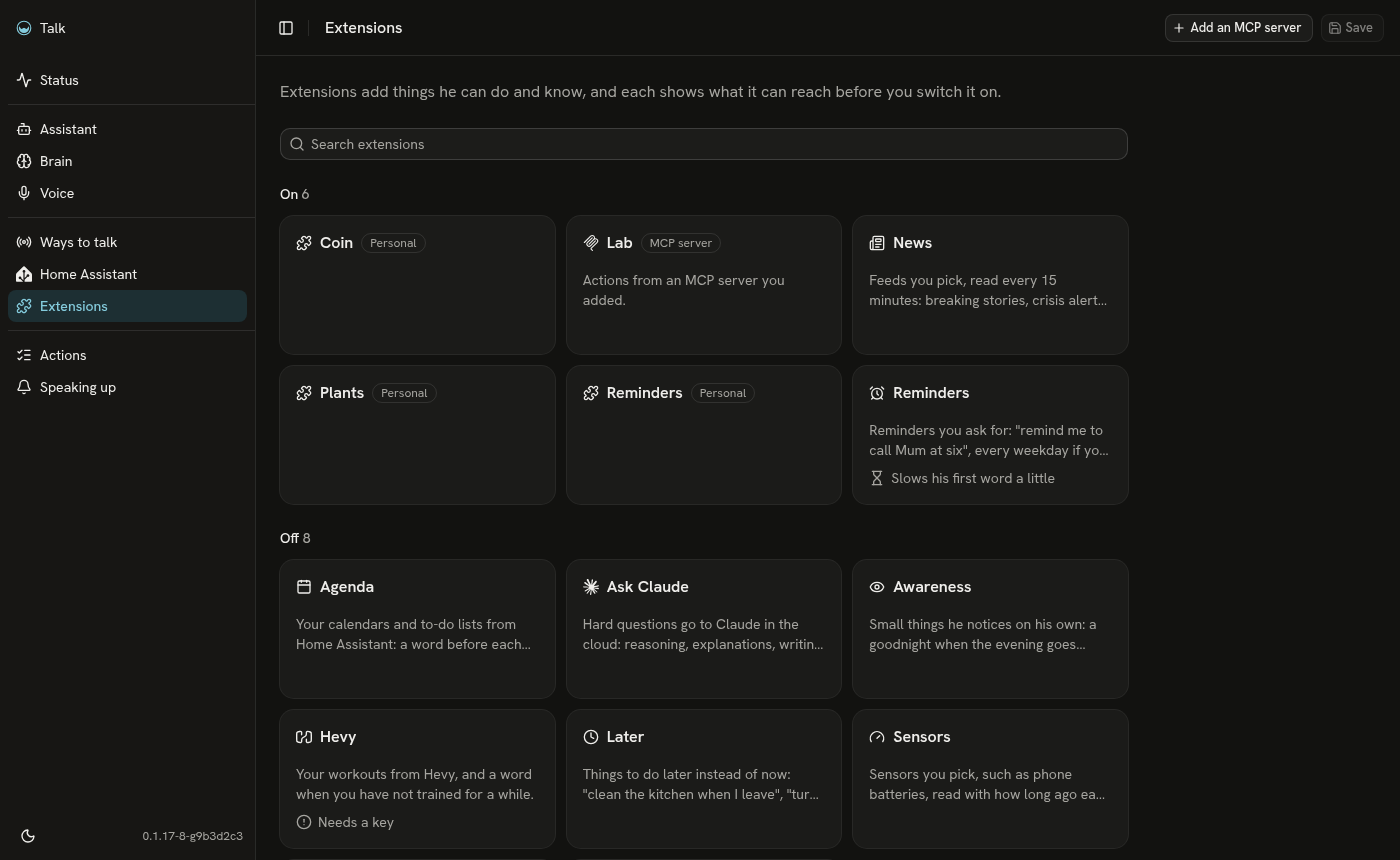 Talk
Extensions
Add an MCP server
Save
Status
Assistant
Brain
Voice
Ways to talk
Home Assistant
Extensions
Actions
Speaking up
0.1.17-8-g9b3d2c3
Extensions add things he can do and know, and each shows what it can reach before you switch it on.
Search extensions
On 6
Coin Personal
Lab MCP server
Actions from an MCP server you
added.
News
Feeds you pick, read every 15
minutes: breaking stories, crisis alert…
Plants Personal
Reminders Personal
Reminders
Reminders you ask for: "remind me to
call Mum at six", every weekday if yo…
Slows his first word a little
Off 8
Agenda
Your calendars and to-do lists from
Home Assistant: a word before each…
Ask Claude
Hard questions go to Claude in the
cloud: reasoning, explanations, writin…
Awareness
Small things he notices on his own: a
goodnight when the evening goes…
Hevy
Your workouts from Hevy, and a word
when you have not trained for a while.
Needs a key
Later
Things to do later instead of now:
"clean the kitchen when I leave", "tur…
Sensors
Sensors you pick, such as phone
batteries, read with how long ago ea…